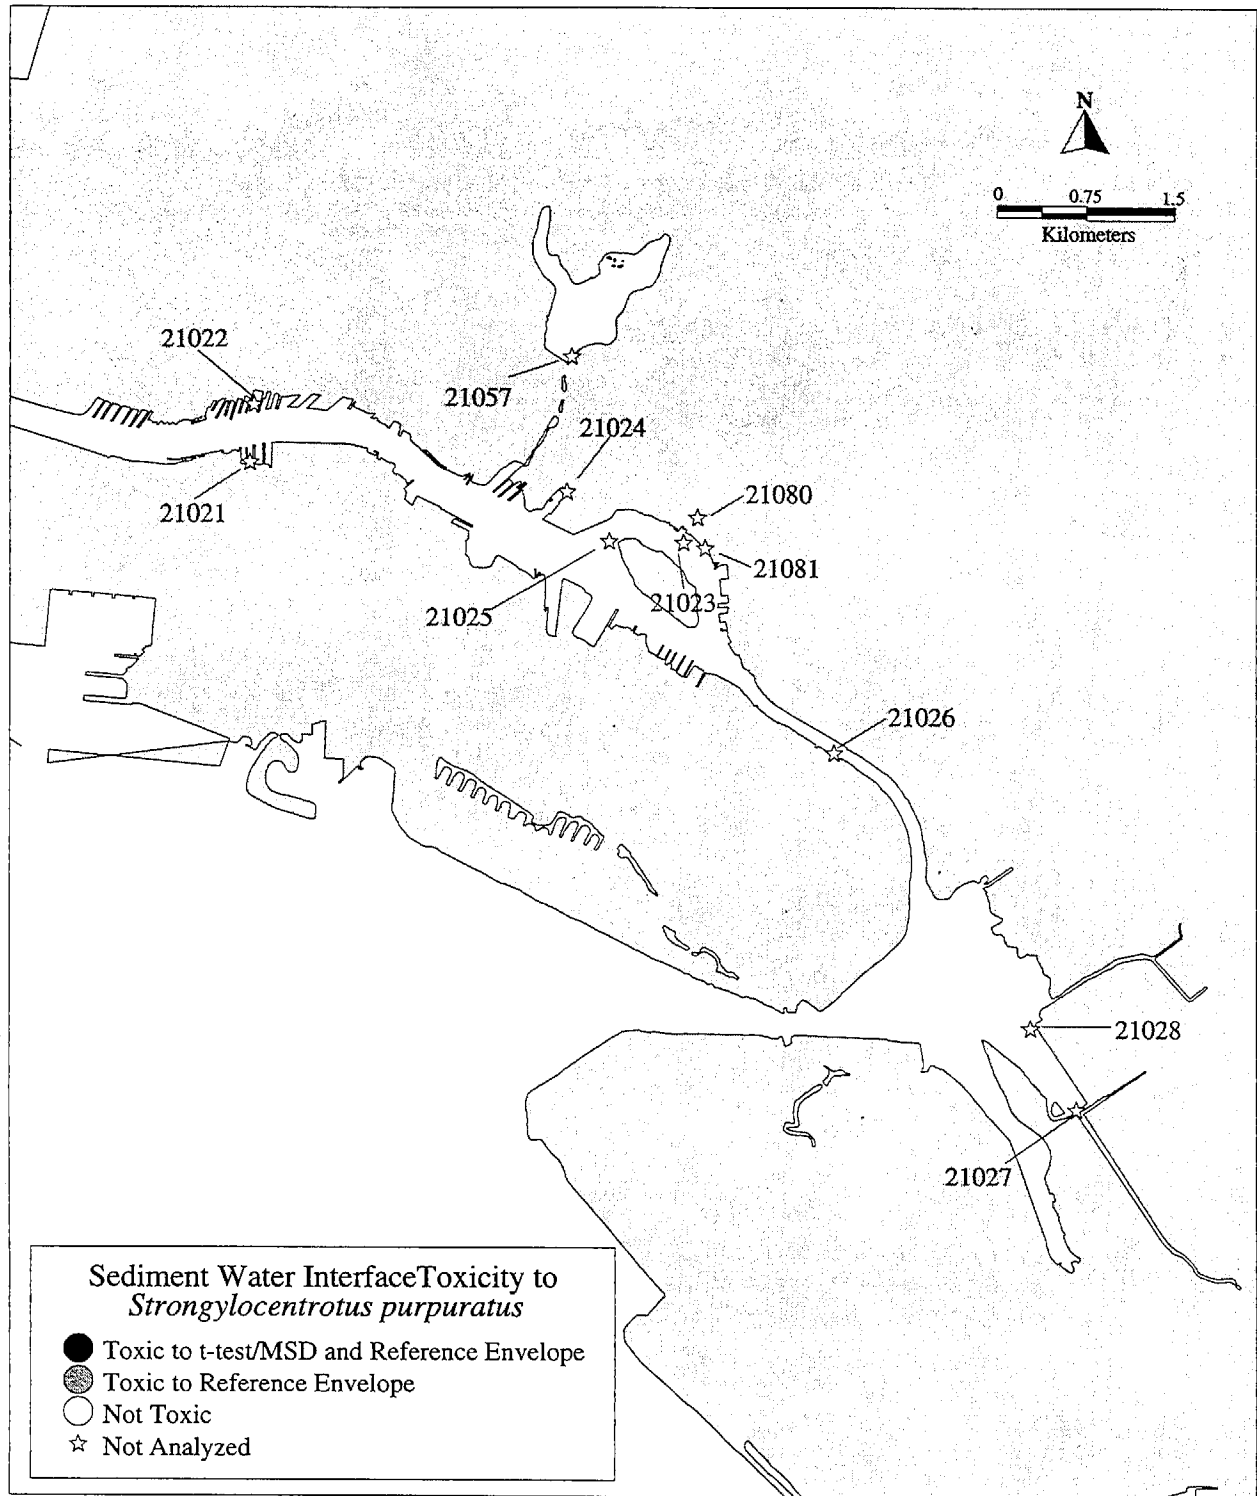 N
0 0.75 1.5
Kilometers
21022
21057
21024
21080
21021
21081
21023
21025
21026
21028
21027
Sediment Water InterfaceToxicity to
Strongylocentrotus purpuratus
Toxic to t-test/MSD and Reference Envelope
Toxic to Reference Envelope
Not Toxic
Not Analyzed